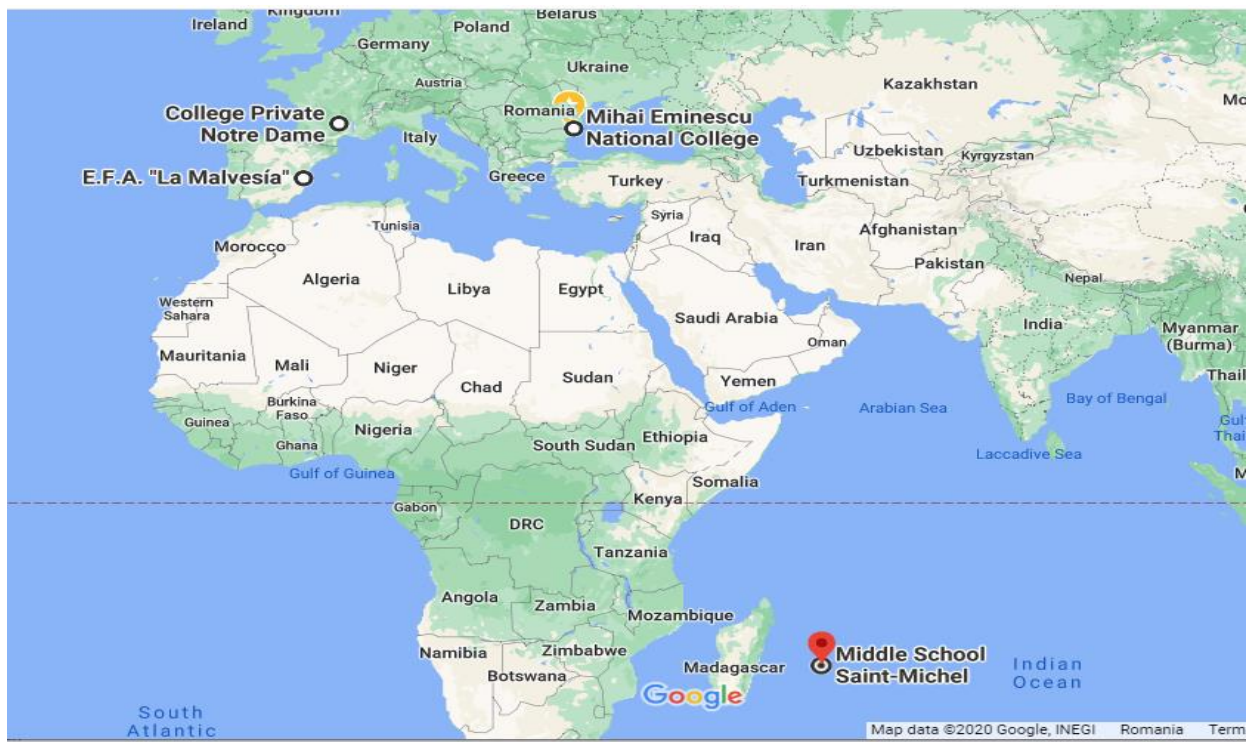 Kingdom
Belarus
Ireland
Poland
Germany
Ukraine
Austria
Kazakhstan
College Private
Notre Dame
Romania
Mihai Eminescu
National College
Italy
Uzbekistan
Kyrgyzstan
E.F.A. "La Malvesía"
Greece
Turkey
Turkmenistan
Syria
Tunisia
Morocco
Iraq
Iran
Afghanistan
Pakistan
Algeria
Libya
Egypt
Nepal
Western
Sahara
Saudi Arabia
India
Myanmar
(Burma)
Oman
Mauritania
Mali
Niger
Chad
Sudan
Yemen
Thail
Burkina
Faso
Gulf of Aden
Arabian Sea
Bay of Bengal
Guinea
Nigeria
Ghana
South Sudan
Ethiopia
Laccadive Sea
Gulf of Guinea
Somalia
Kenya
Gabon
DRC
Tanzania
Angola
Zambia
Mozambique
Namibia
Zimbabwe
Botswana
Madagascar
Middle School
Saint-Michel
Indian
Ocean
Google
South
Atlantic
Map data ©2020 Google, INEGI Romania Term